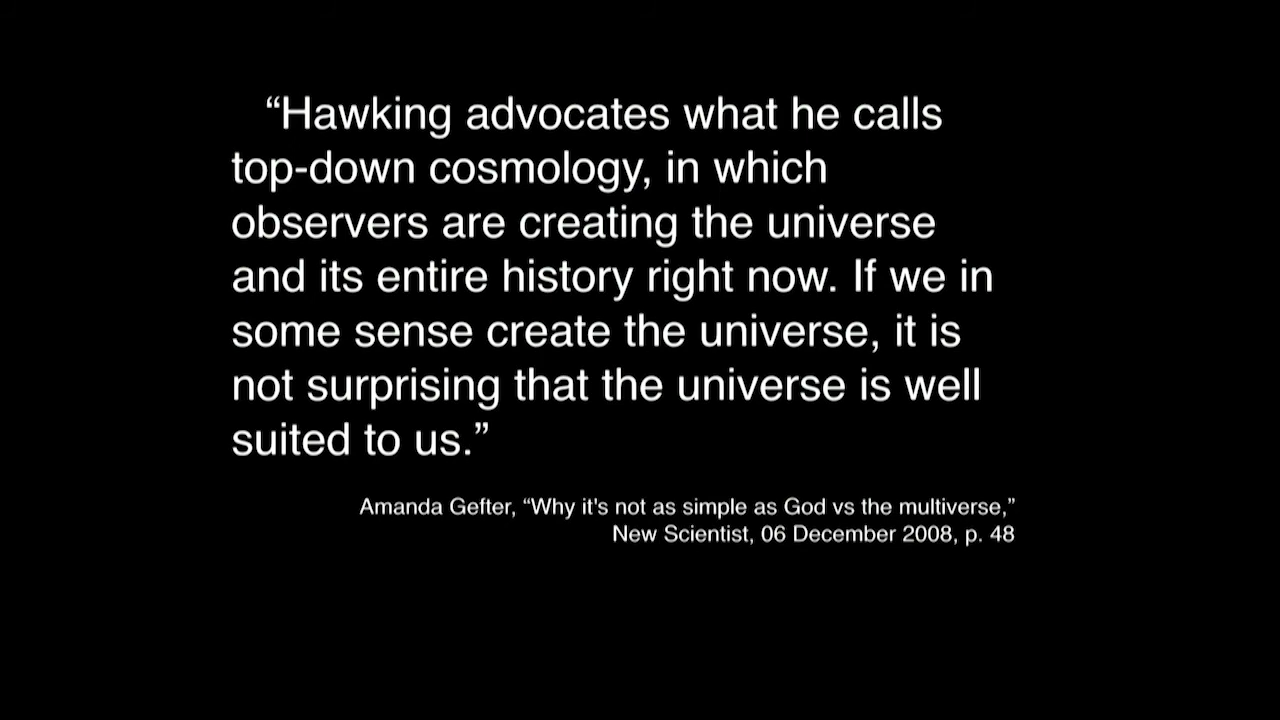 “Hawking advocates what he calls
top-down cosmology, in which
observers are creating the universe
and its entire history right now. If we in
some sense create the universe, it is
not surprising that the universe is well
suited to us.”
Amanda Gefter, “Why it's not as simple as God vs the multiverse,”
New Scientist, 06 December 2008, p. 48